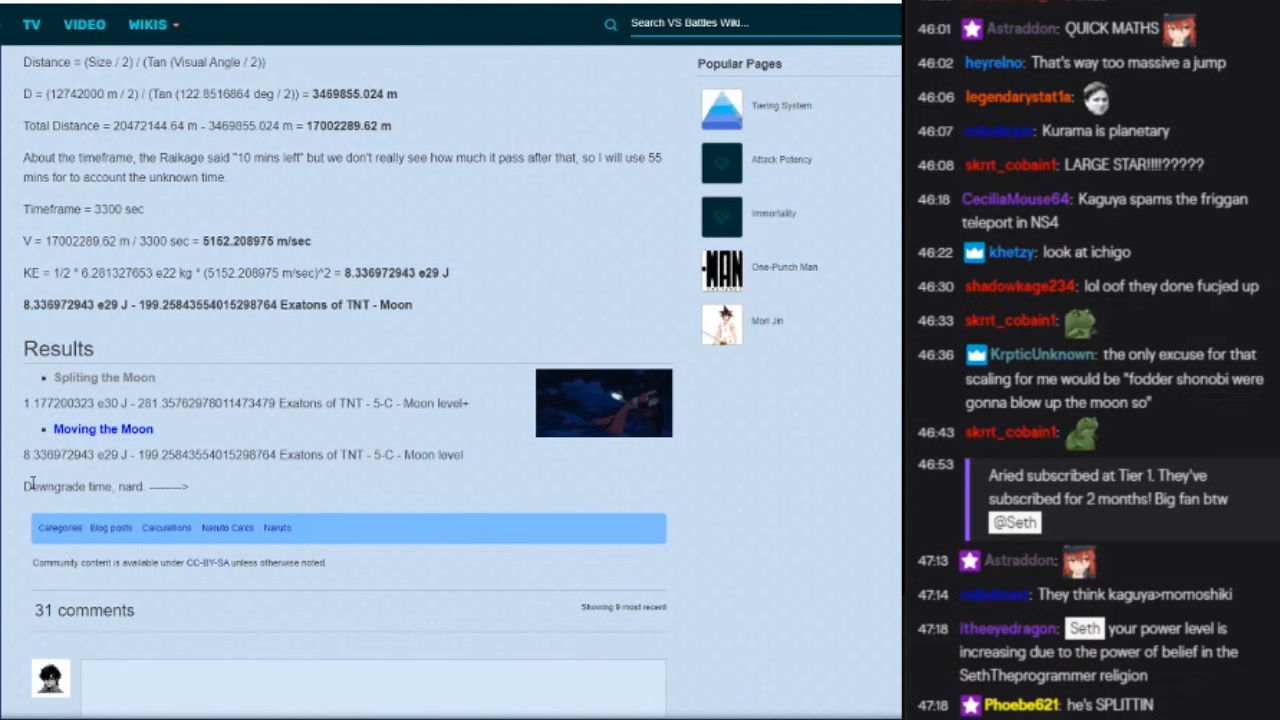 TV VIDEO WIKIS
Search VS Battles Wiki...
Distance = (Size / 2) / (Tan (Visual Angle / 2))
D = (12742000 m / 2) / (Tan (122.8516864 deg / 2)) = 3469855.024 m
Total Distance = 20472144.64 m - 3469855.024 m = 17002289.62 m
About the timeframe, the Raikage said "10 mins left" but we don't really see how much it pass after that, so I will use 55
mins for to account the unknown time.
Timeframe = 3300 sec
V = 17002289.62 m / 3300 sec = 5152.208975 m/sec
KE = 1/2 * 6.281327653 e22 kg * (5152.208975 m/sec)^2 = 8.336972943 e29 J
8.336972943 e29 J - 199.25843554015298764 Exatons of TNT - Moon
Results
Spliting the Moon
1.177200323 e30 J - 281.35762978011473479 Exatons of TNT - 5-C - Moon level+
Moving the Moon
8.336972943 e29 J - 199.25843554015298764 Exatons of TNT - 5-C - Moon level
Downgrade time, nard. -------->
Categories Blog posts Calculations Naruto Calcs Naruto
Community content is available under CC-BY-SA unless otherwise noted.
31 comments
Showing 9 most recent
Popular Pages
Tiering System
Attack Potency
Immortality
MAN
One-Punch Man
Mori Jin
46:01 Astraddon: QUICK MATHS
46:02 heyrelno: That's way too massive a jump
46:06 legendarystat1a:
46:07 Kurama is planetary
46:08 skrrt_cobain1: LARGE STAR!!!!?????
46:18 CeciliaMouse64: Kaguya spams the friggan
teleport in NS4
46:22 khetzy: look at ichigo
46:30 shadowkage234: lol oof they done fucjed up
46:33 skrrt_cobain1:
46:36 KrpticUnknown: the only excuse for that
scaling for me would be "fodder shonobi were
gonna blow up the moon so"
46:43 skrrt_cobain1:
46:53
Aried subscribed at Tier 1. They've
subscribed for 2 months! Big fan btw
@Seth
47:13 Astraddon:
47:14 They think kaguya>momoshiki
47:18 itheeyedragon: Seth your power level is
increasing due to the power of belief in the
SethTheprogrammer religion
47:18 Phoebe621: he's SPLITTIN